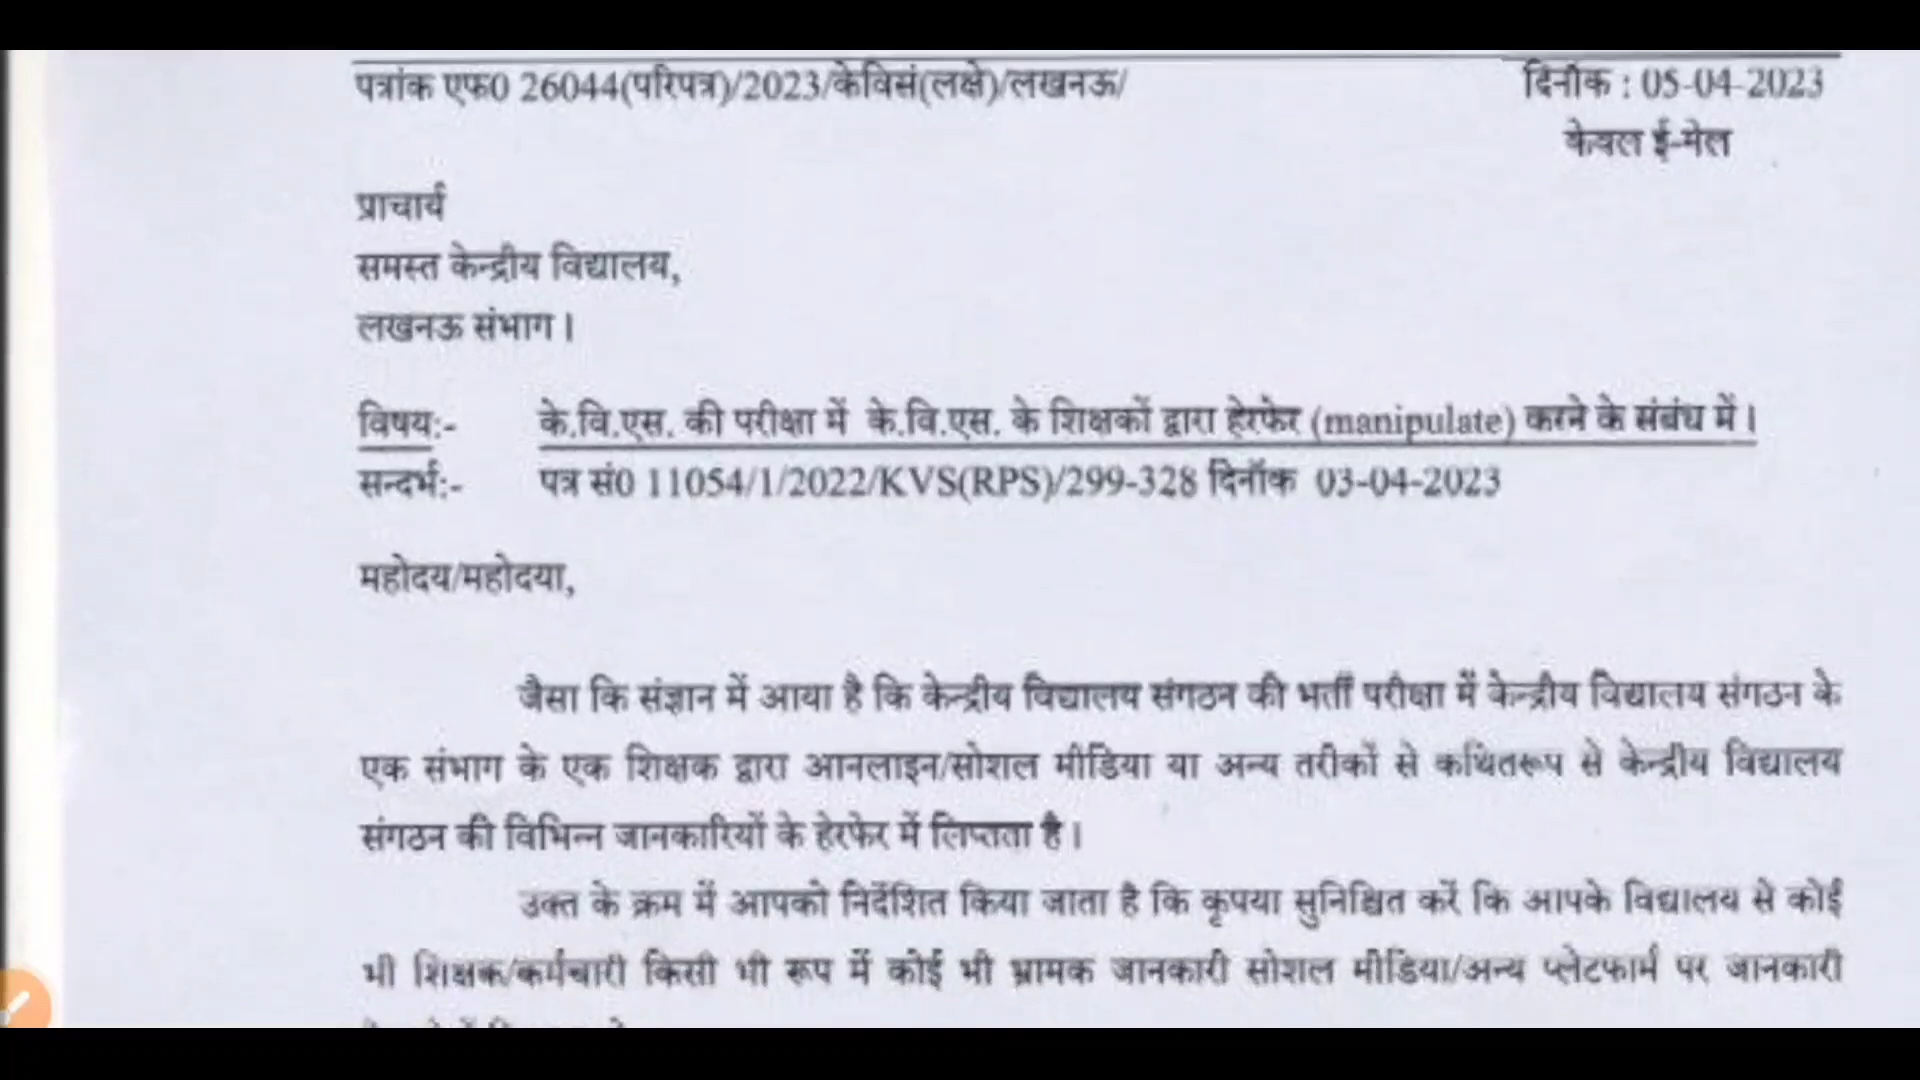 पत्रांक एफ0 26044(परिपत्र)/2023/केविसं(लक्षे)/लखनऊ/ दिनांक : 05-04-2023
केवल ई-मेल
प्राचार्य
समस्त केन्द्रीय विद्यालय,
लखनऊ संभाग।
विषय:- के.वि.एस. की परीक्षा में के.वि.एस. के शिक्षकों द्वारा हेरफेर (manipulate) करने के संबंध में।
सन्दर्भ:- पत्र सं0 11054/1/2022/KVS(RPS)/299-328 दिनॉक 03-04-2023
महोदय/महोदया,
जैसा कि संज्ञान में आया है कि केन्द्रीय विद्यालय संगठन की भर्ती परीक्षा में केन्द्रीय विद्यालय संगठन के
एक संभाग के एक शिक्षक द्वारा आनलाइन/सोशल मीडिया या अन्य तरीकों से कथितरूप से केन्द्रीय विद्यालय
संगठन की विभिन्न जानकारियों के हेरफेर में लिप्तता है।
उक्त के क्रम में आपको निर्देशित किया जाता है कि कृपया सुनिश्चित करें कि आपके विद्यालय से कोई
भी शिक्षक/कर्मचारी किसी भी रूप में कोई भी भ्रामक जानकारी सोशल मीडिया/अन्य प्लेटफार्म पर जानकारी